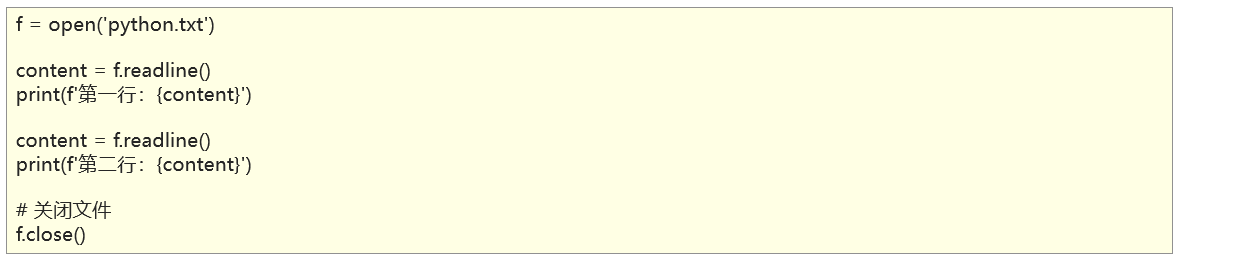 f = open('python.txt')
content = f.readline()
print(f'第一行：{content}')
content = f.readline()
print(f'第二行：{content}')
# 关闭文件
f.close()